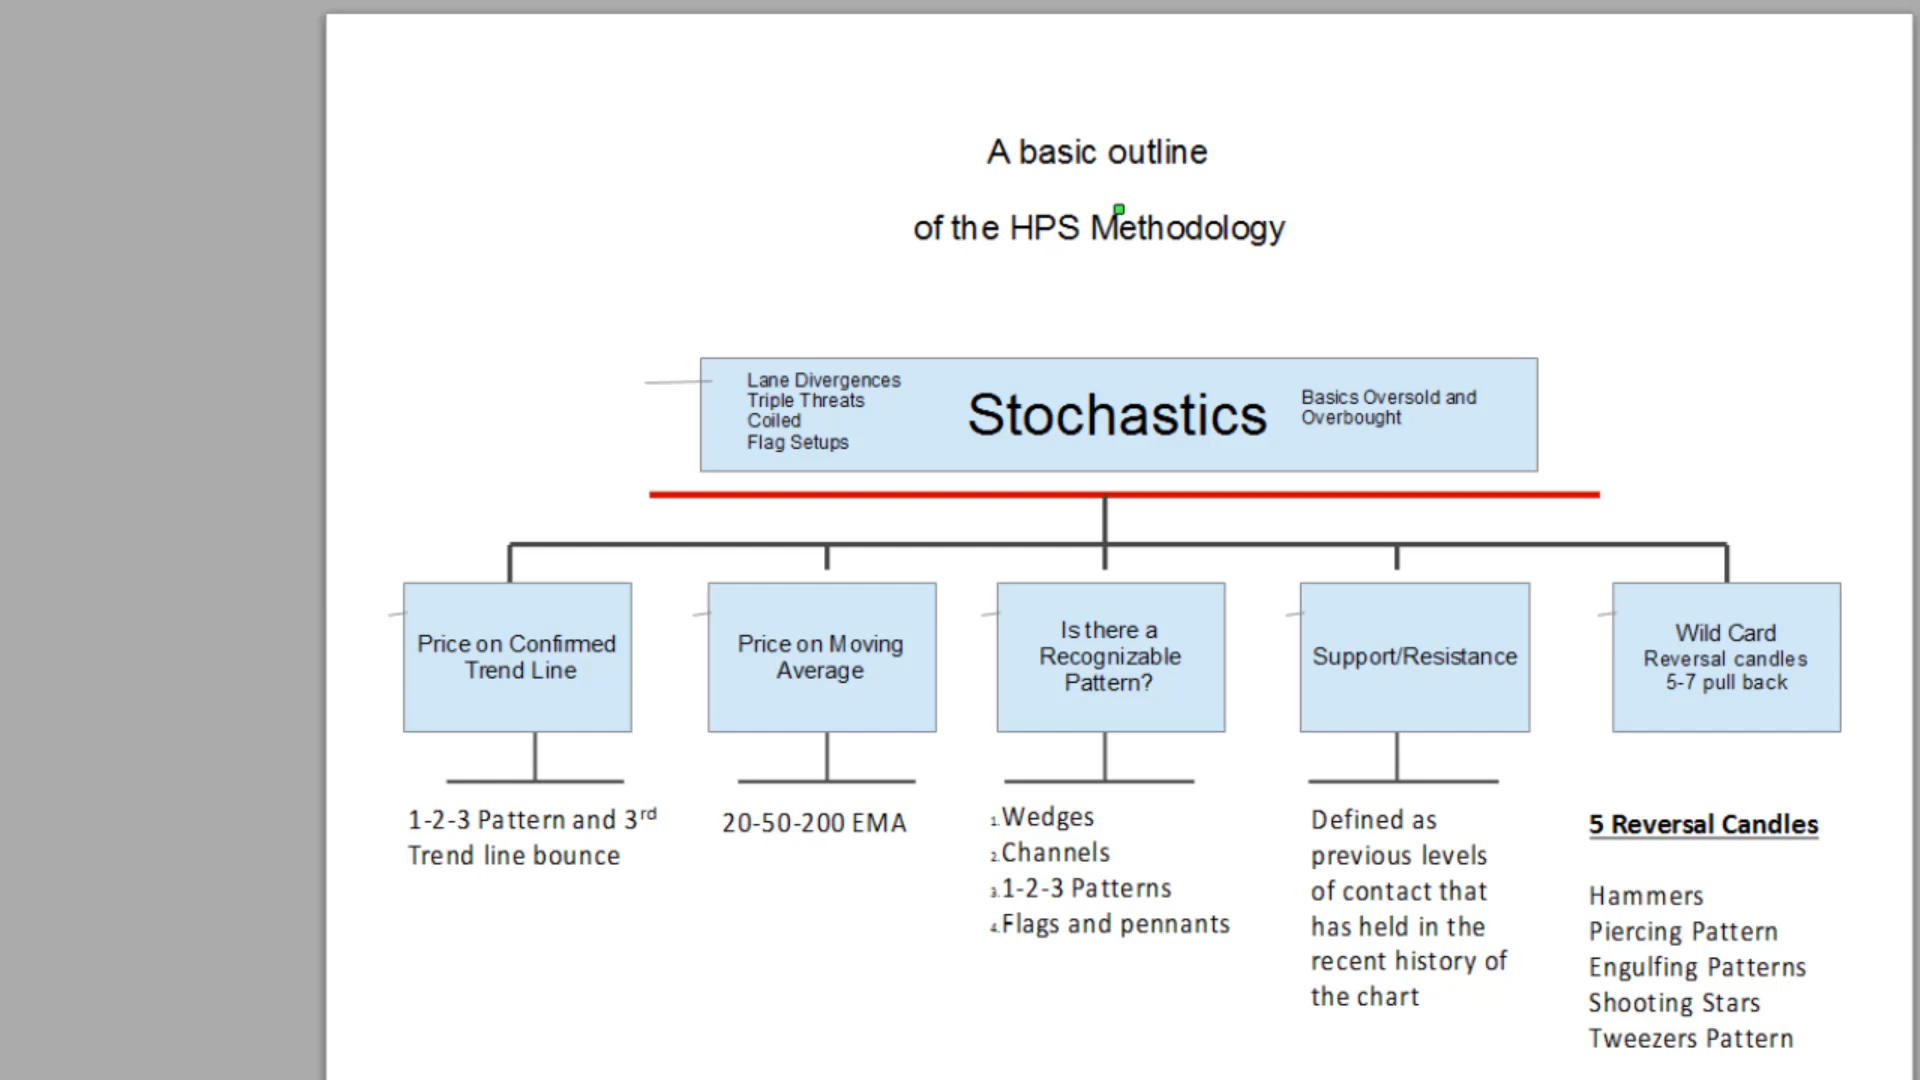 A basic outline
of the HPS Methodology
Lane Divergences
Triple Threats
Coiled
Flag Setups
Stochastics
Basics Oversold and
Overbought
Price on Confirmed
Trend Line
Price on Moving
Average
Is there a
Recognizable
Pattern?
Support/Resistance
Wild Card
Reversal candles
5-7 pull back
1-2-3 Pattern and 3rd
Trend line bounce
20-50-200 EMA
1. Wedges
2. Channels
3. 1-2-3 Patterns
4. Flags and pennants
Defined as
previous levels
of contact that
has held in the
recent history of
the chart
5 Reversal Candles
Hammers
Piercing Pattern
Engulfing Patterns
Shooting Stars
Tweezers Pattern